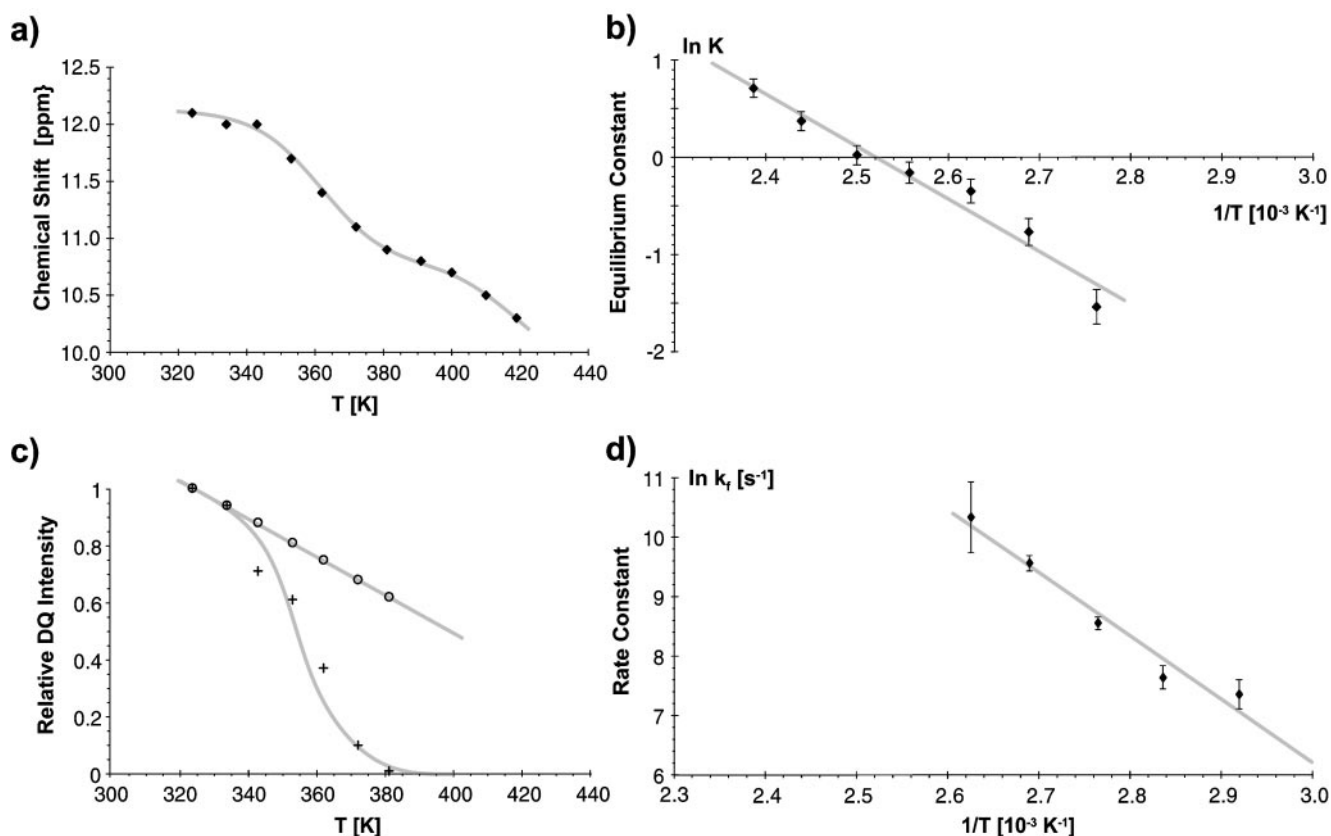 a)
Chemical Shift [ppm}
12.5
12.0
11.5
11.0
10.5
10.0
300 320 340 360 380 400 420 440
T [K]
b)
ln K
Equilibrium Constant
1
0
-1
-2
2.4 2.5 2.6 2.7 2.8 2.9 3.0
1/T [10-3 K-1]
c)
Relative DQ Intensity
1
0.8
0.6
0.4
0.2
0
300 320 340 360 380 400 420 440
T [K]
d)
ln kf [s-1]
Rate Constant
11
10
9
8
7
6
2.3 2.4 2.5 2.6 2.7 2.8 2.9 3.0
1/T [10-3 K-1]